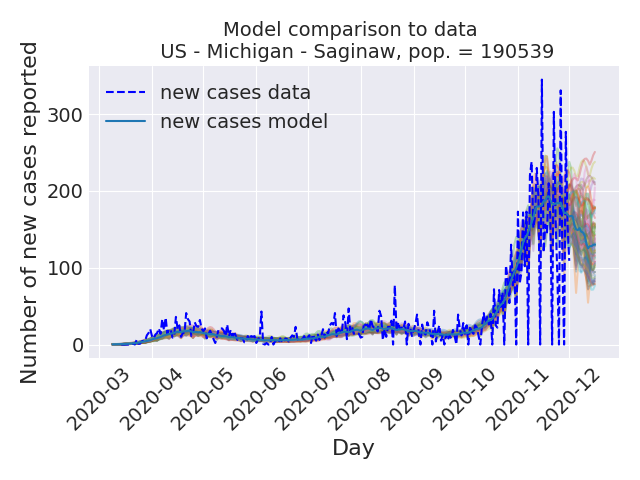 Model comparison to data
US - Michigan - Saginaw, pop. = 190539
Number of new cases reported
300
200
100
0
new cases data
new cases model
2020-03
2020-04
2020-05
2020-06
2020-07
2020-08
2020-09
2020-10
2020-11
2020-12
Day